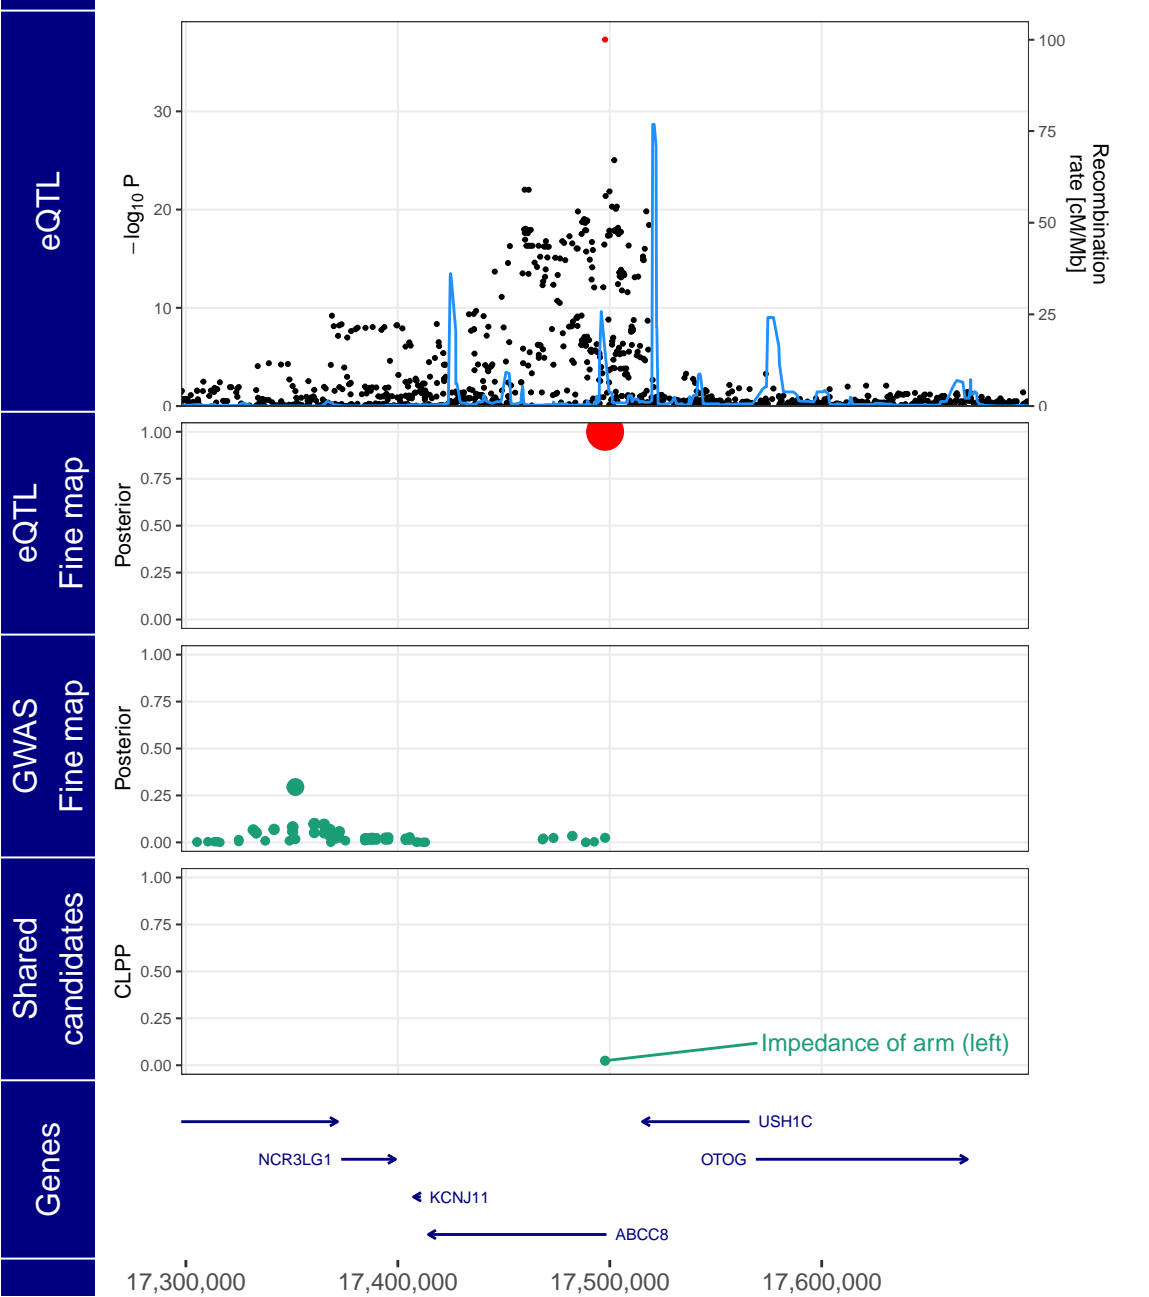 eQTL
– log10 P
30
20
10
0
100
75
50
25
0
Recombination
rate [cM/Mb]
eQTL
Fine map
Posterior
1.00
0.75
0.50
0.25
0.00
GWAS
Fine map
Posterior
1.00
0.75
0.50
0.25
0.00
Shared
candidates
CLPP
1.00
0.75
0.50
0.25
0.00
Impedance of arm (left)
Genes
USH1C
NCR3LG1
OTOG
KCNJ11
ABCC8
17,300,000
17,400,000
17,500,000
17,600,000